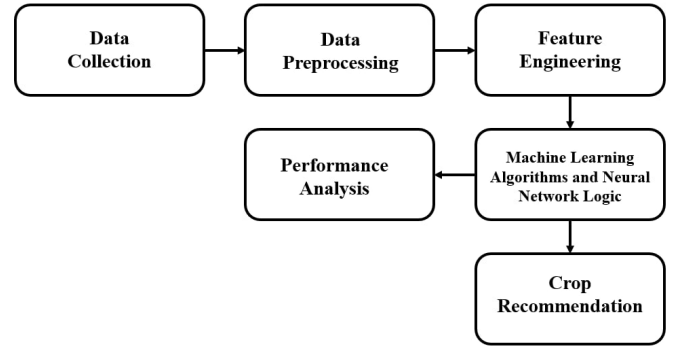 Data
Collection
Data
Preprocessing
Feature
Engineering
Performance
Analysis
Machine Learning
Algorithms and Neural
Network Logic
Crop
Recommendation